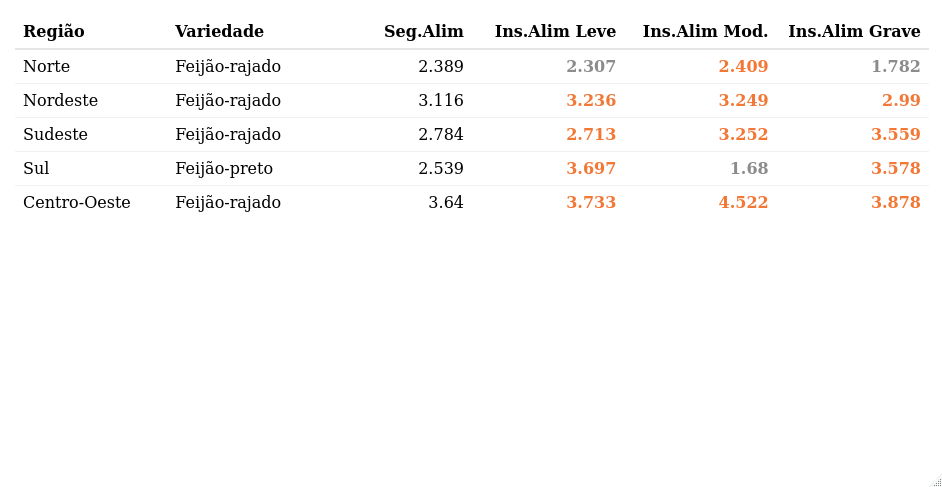 Região Variedade Seg.Alim Ins.Alim Leve Ins.Alim Mod. Ins.Alim Grave
Norte Feijão-rajado 2.389 2.307 2.409 1.782
Nordeste Feijão-rajado 3.116 3.236 3.249 2.99
Sudeste Feijão-rajado 2.784 2.713 3.252 3.559
Sul Feijão-preto 2.539 3.697 1.68 3.578
Centro-Oeste Feijão-rajado 3.64 3.733 4.522 3.878